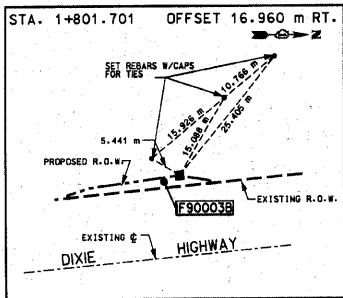 STA. 1+801.701 OFFSET 16.960 m RT.
Z
SET REBARS W/CAPS
FOR TIES
10.766 m
15.926 m
15.088 m
25.405 m
5.441 m
PROPOSED R.O.W.
EXISTING R.O.W.
F90003B
EXISTING ℄
DIXIE HIGHWAY